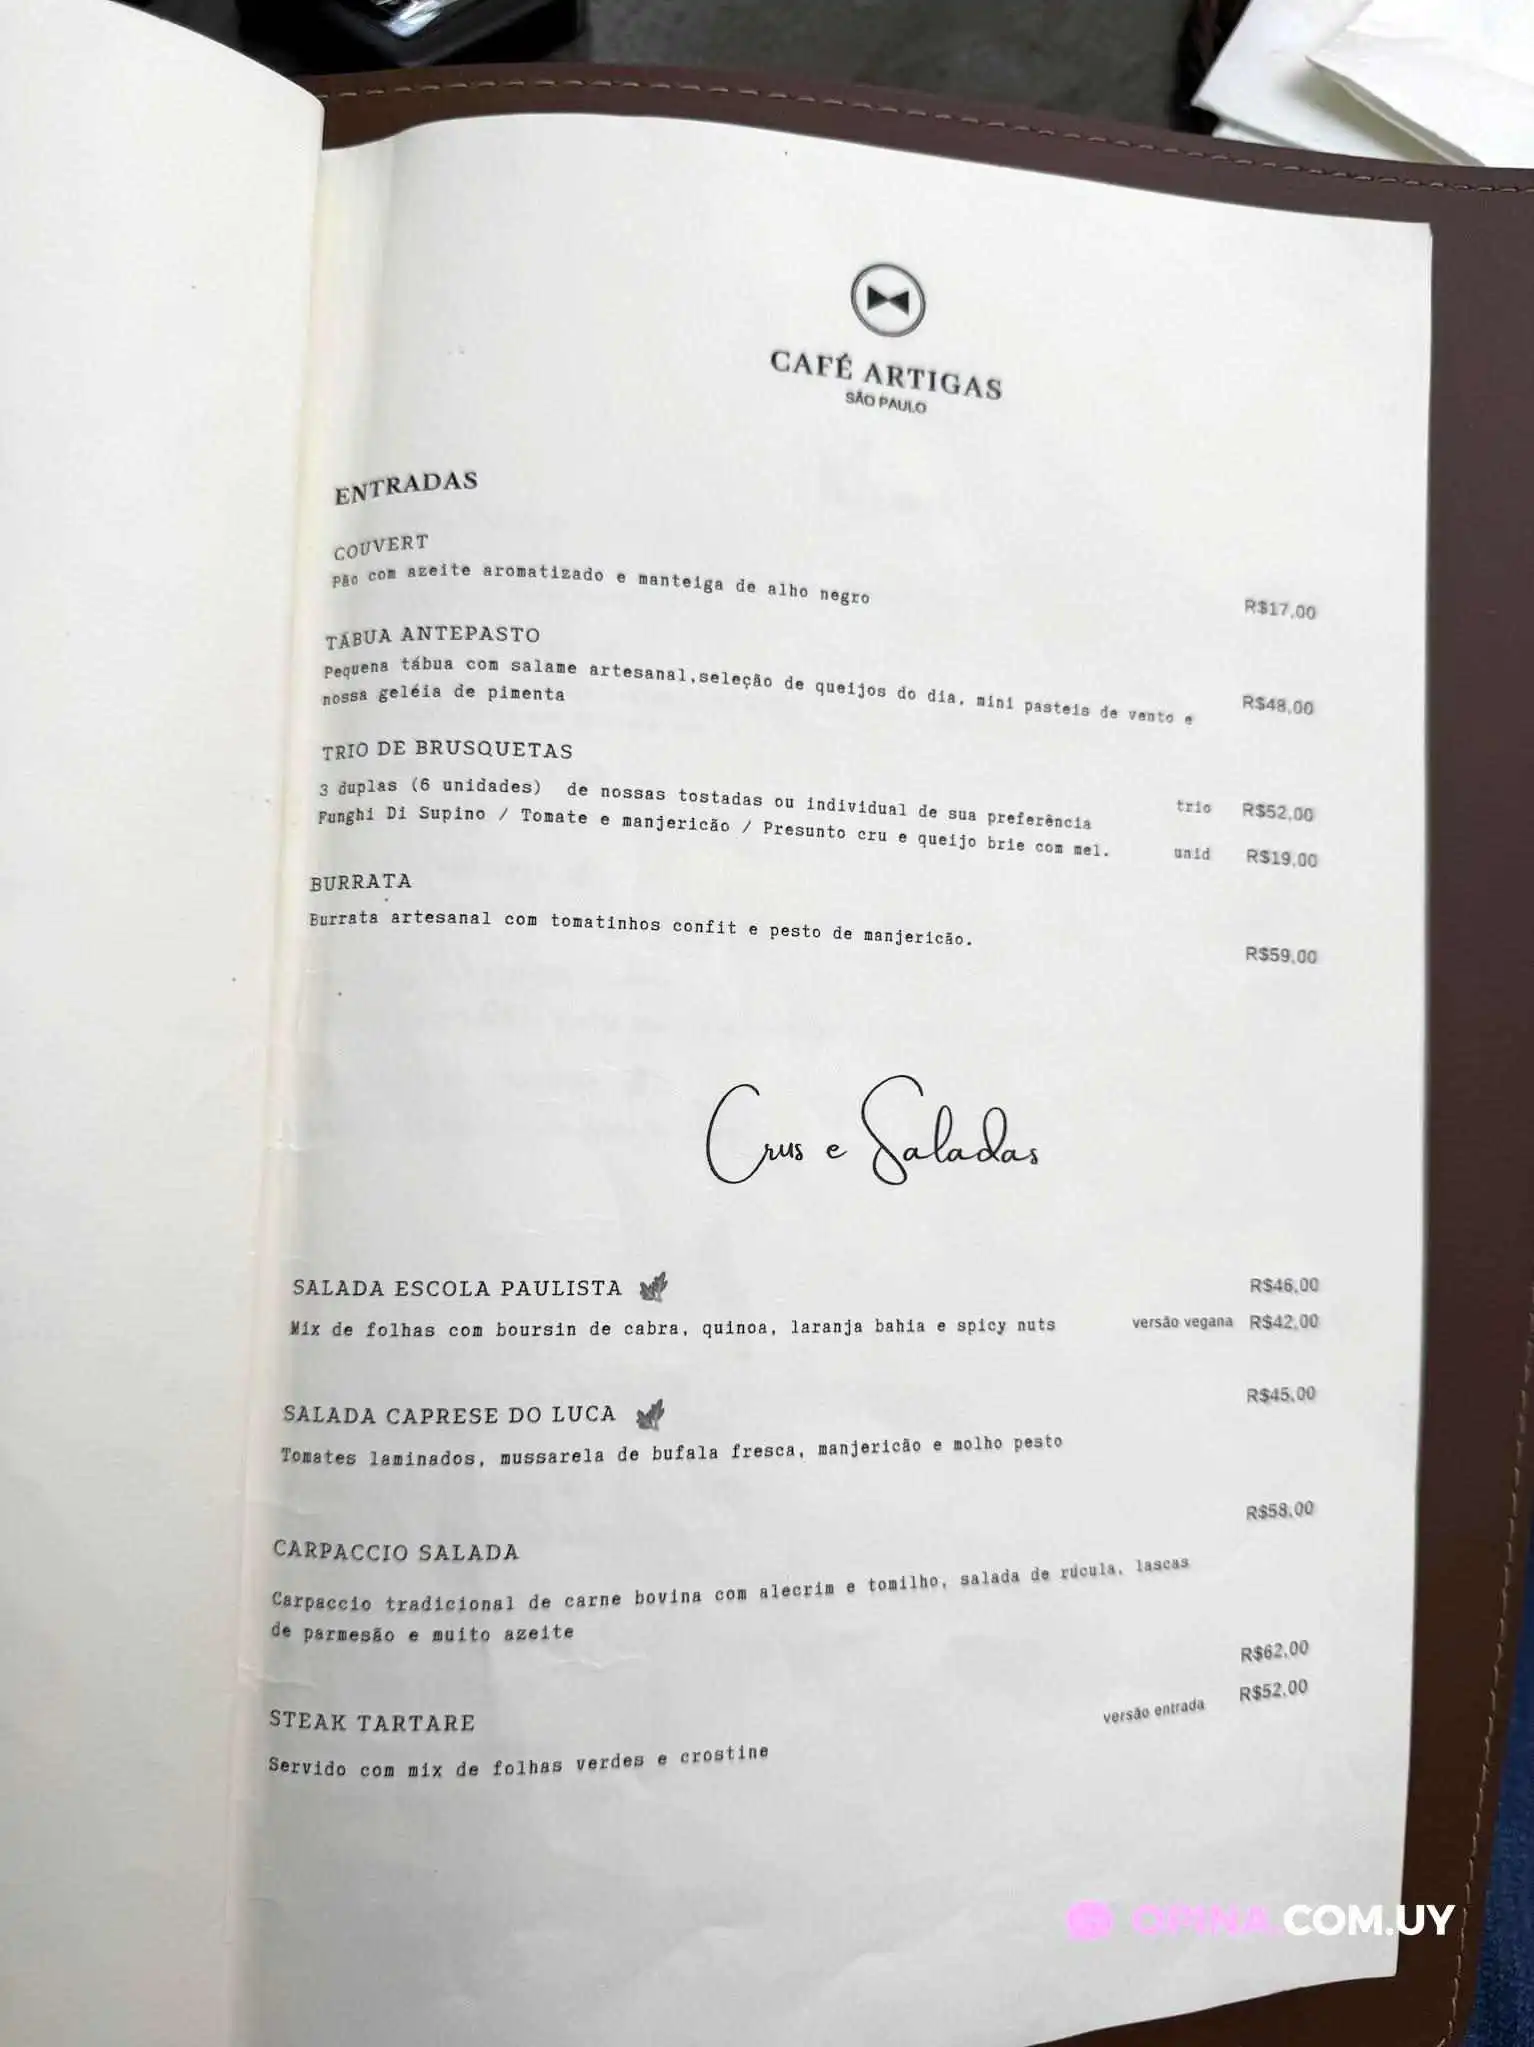 CAFÉ ARTIGAS
SÃO PAULO
ENTRADAS
COUVERT
Pão com azeite aromatizado e manteiga de alho negro
R$17,00
TÁBUA ANTEPASTO
Pequena tábua com salame artesanal,seleção de queijos do dia, mini pasteis de vento e
nossa geléia de pimenta
R$48,00
TRIO DE BRUSQUETAS
3 duplas (6 unidades) de nossas tostadas ou individual de sua preferência
trio R$52,00
Funghi Di Supino / Tomate e manjericão / Presunto cru e queijo brie com mel.
unid R$19,00
BURRATA
Burrata artesanal com tomatinhos confit e pesto de manjericão.
R$59,00
Crus e Saladas
SALADA ESCOLA PAULISTA
R$46,00
Mix de folhas com boursin de cabra, quinoa, laranja bahia e spicy nuts
versão vegana R$42,00
SALADA CAPRESE DO LUCA
R$45,00
Tomates laminados, mussarela de bufala fresca, manjericão e molho pesto
CARPACCIO SALADA
R$58,00
Carpaccio tradicional de carne bovina com alecrim e tomilho, salada de rúcula, lascas
de parmesão e muito azeite
STEAK TARTARE
R$62,00
versão entrada R$52,00
Servido com mix de folhas verdes e crostine
OPINA.COM.UY